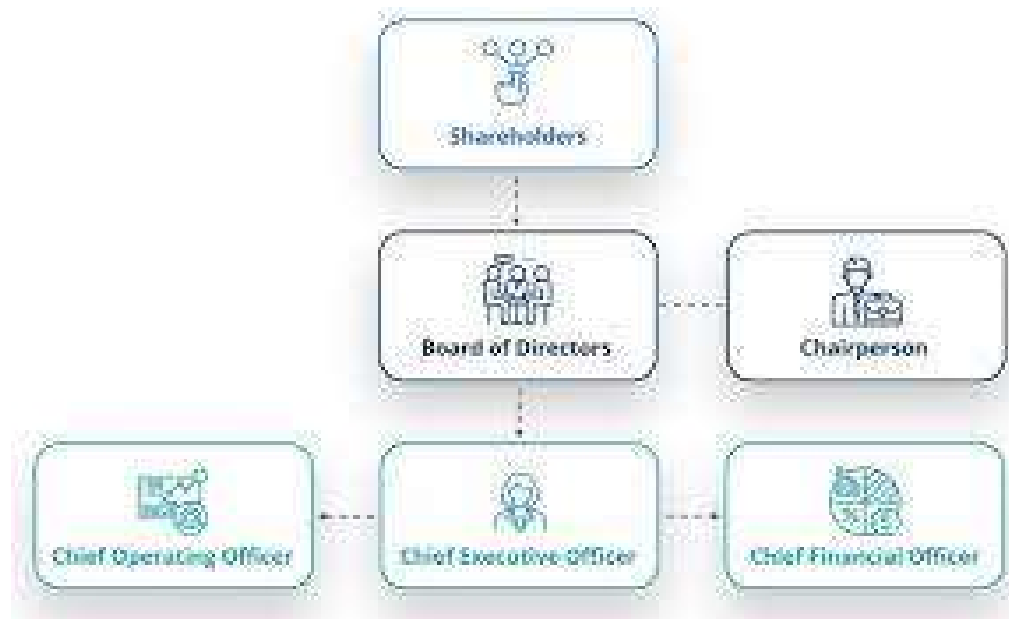 Shareholders
Board of Directors
Chairperson
Chief Operating Officer
Chief Executive Officer
Chief Financial Officer